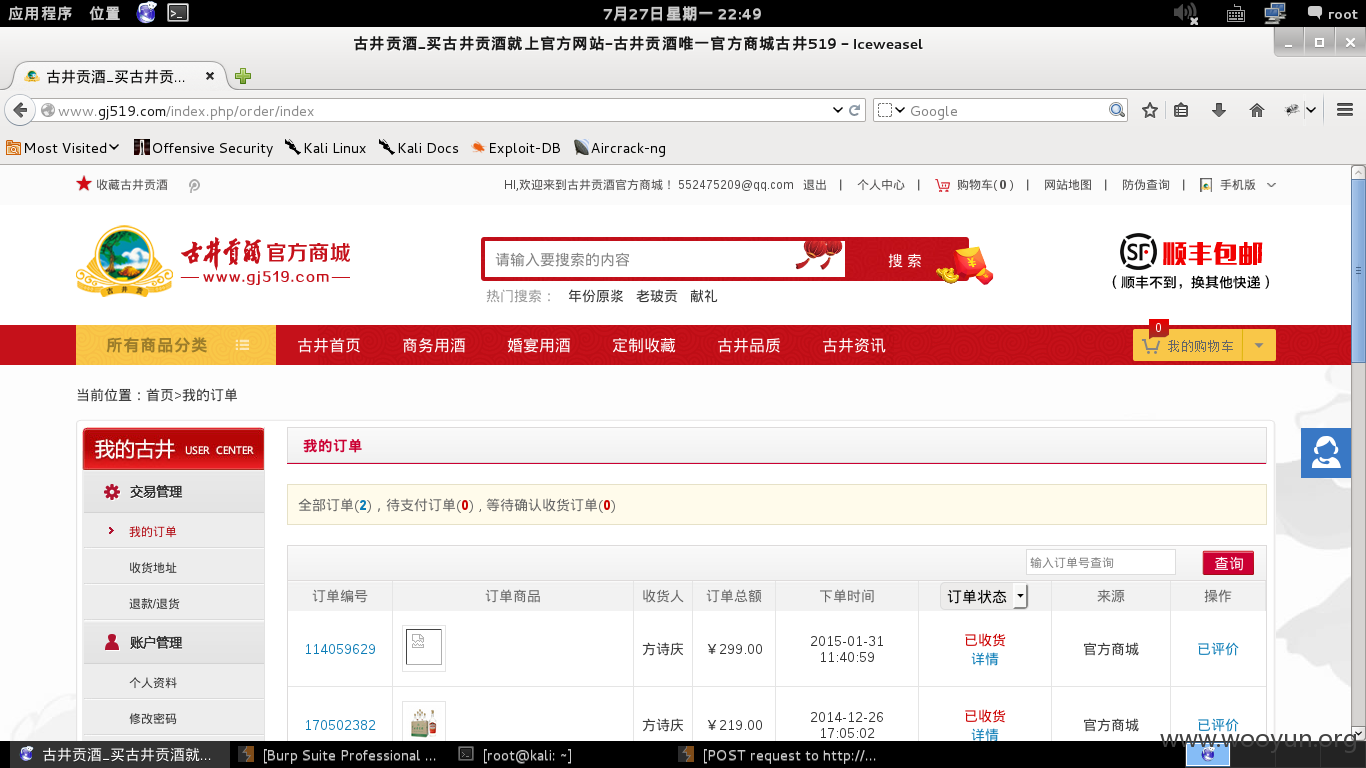 应用程序 位置 7月27日星期一 22:49 root
古井贡酒_买古井贡酒就上官方网站-古井贡酒唯一官方商城古井519 - Iceweasel
古井贡酒_买古井贡...
www.gj519.com/index.php/order/index Google
Most Visited Offensive Security Kali Linux Kali Docs Exploit-DB Aircrack-ng
收藏古井贡酒 HI,欢迎来到古井贡酒官方商城！ 552475209@qq.com 退出 | 个人中心 | 购物车(0) | 网站地图 | 防伪查询 | 手机版
古井贡酒 官方商城
www.gj519.com
古井贡
请输入要搜索的内容 搜 索
热门搜索： 年份原浆 老玻贡 献礼
SF 顺丰包邮
（顺丰不到，换其他快递）
所有商品分类 古井首页 商务用酒 婚宴用酒 定制收藏 古井品质 古井资讯 0 我的购物车
当前位置：首页>我的订单
我的古井 USER CENTER
交易管理
我的订单
收货地址
退款/退货
账户管理
个人资料
修改密码
我的订单
全部订单(2)，待支付订单(0) , 等待确认收货订单(0)
输入订单号查询 查询
订单编号 订单商品 收货人 订单总额 下单时间 订单状态 来源 操作
114059629 方诗庆 ￥299.00 2015-01-31 11:40:59 已收货 详情 官方商城 已评价
170502382 方诗庆 ￥219.00 2014-12-26 17:05:02 已收货 详情 官方商城 已评价
www.wooyun.org
古井贡酒_买古井贡酒就... [Burp Suite Professional ... [root@kali: ~] [POST request to http://...